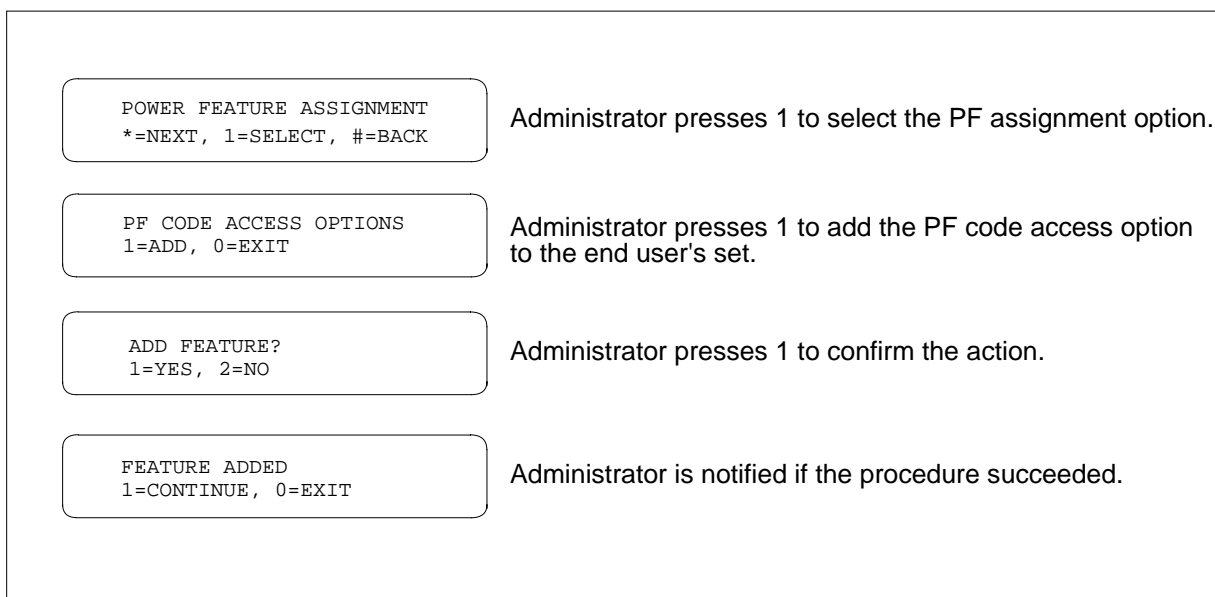 POWER FEATURE ASSIGNMENT
*=NEXT, 1=SELECT, #=BACK
Administrator presses 1 to select the PF assignment option.
PF CODE ACCESS OPTIONS
1=ADD, 0=EXIT
Administrator presses 1 to add the PF code access option
to the end user's set.
ADD FEATURE?
1=YES, 2=NO
Administrator presses 1 to confirm the action.
FEATURE ADDED
1=CONTINUE, 0=EXIT
Administrator is notified if the procedure succeeded.